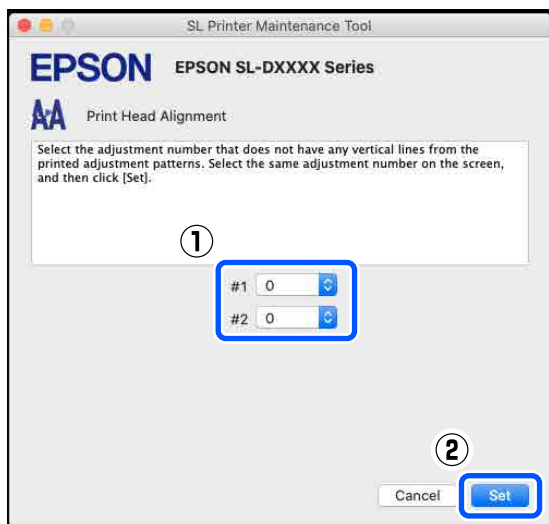 SL Printer Maintenance Tool
EPSON EPSON SL-DXXXX Series
Print Head Alignment
Select the adjustment number that does not have any vertical lines from the
printed adjustment patterns. Select the same adjustment number on the screen,
and then click [Set].
①
#1 0
#2 0
②
Cancel Set